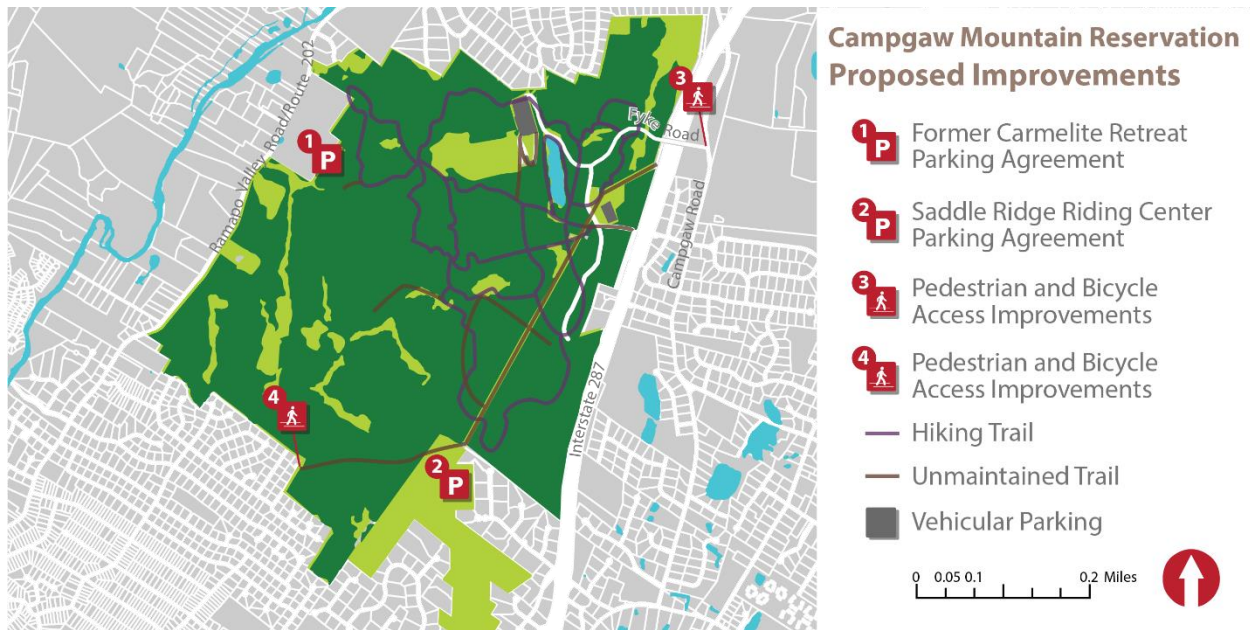 Ramapo Valley Road/Route 202
1
P
3
Fyke Road
Campgaw Road
Interstate 287
4
2
P
Campgaw Mountain Reservation
Proposed Improvements
1
P
Former Carmelite Retreat
Parking Agreement
2
P
Saddle Ridge Riding Center
Parking Agreement
3
Pedestrian and Bicycle
Access Improvements
4
Pedestrian and Bicycle
Access Improvements
Hiking Trail
Unmaintained Trail
Vehicular Parking
0 0.05 0.1 0.2 Miles